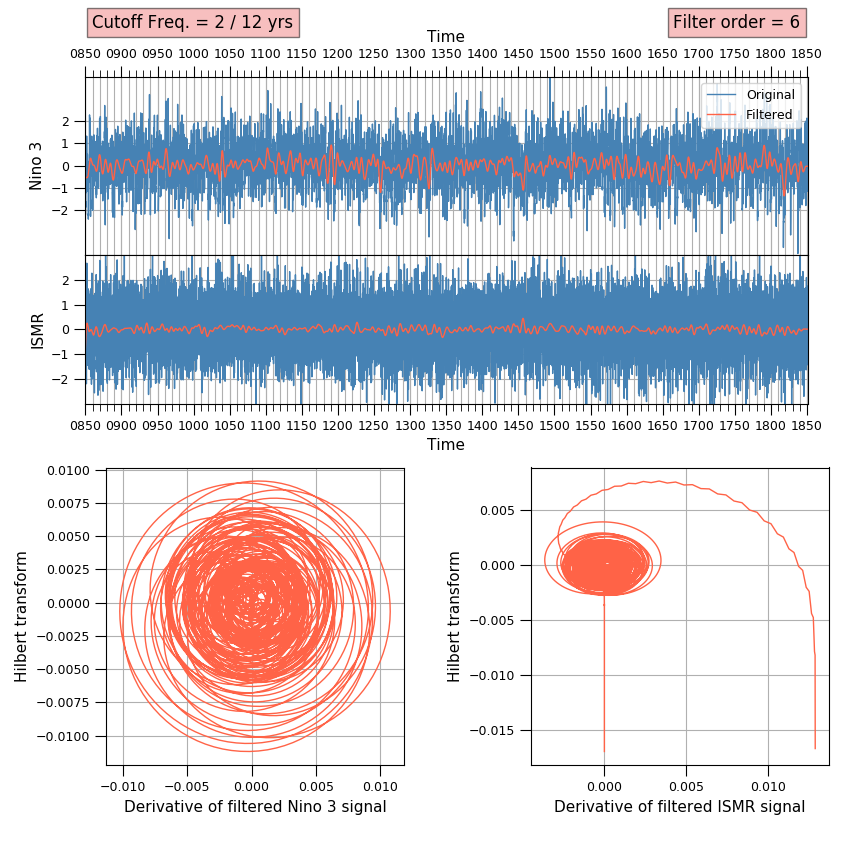 Cutoff Freq. = 2 / 12 yrs
Filter order = 6
Time
0850 0900 0950 1000 1050 1100 1150 1200 1250 1300 1350 1400 1450 1500 1550 1600 1650 1700 1750 1800 1850
Original
Filtered
Nino 3
2
1
0
−1
−2
ISMR
2
1
0
−1
−2
0850 0900 0950 1000 1050 1100 1150 1200 1250 1300 1350 1400 1450 1500 1550 1600 1650 1700 1750 1800 1850
Time
Hilbert transform
0.0100
0.0075
0.0050
0.0025
0.0000
−0.0025
−0.0050
−0.0075
−0.0100
−0.010 −0.005 0.000 0.005 0.010
Derivative of filtered Nino 3 signal
Hilbert transform
0.005
0.000
−0.005
−0.010
−0.015
0.000 0.005 0.010
Derivative of filtered ISMR signal